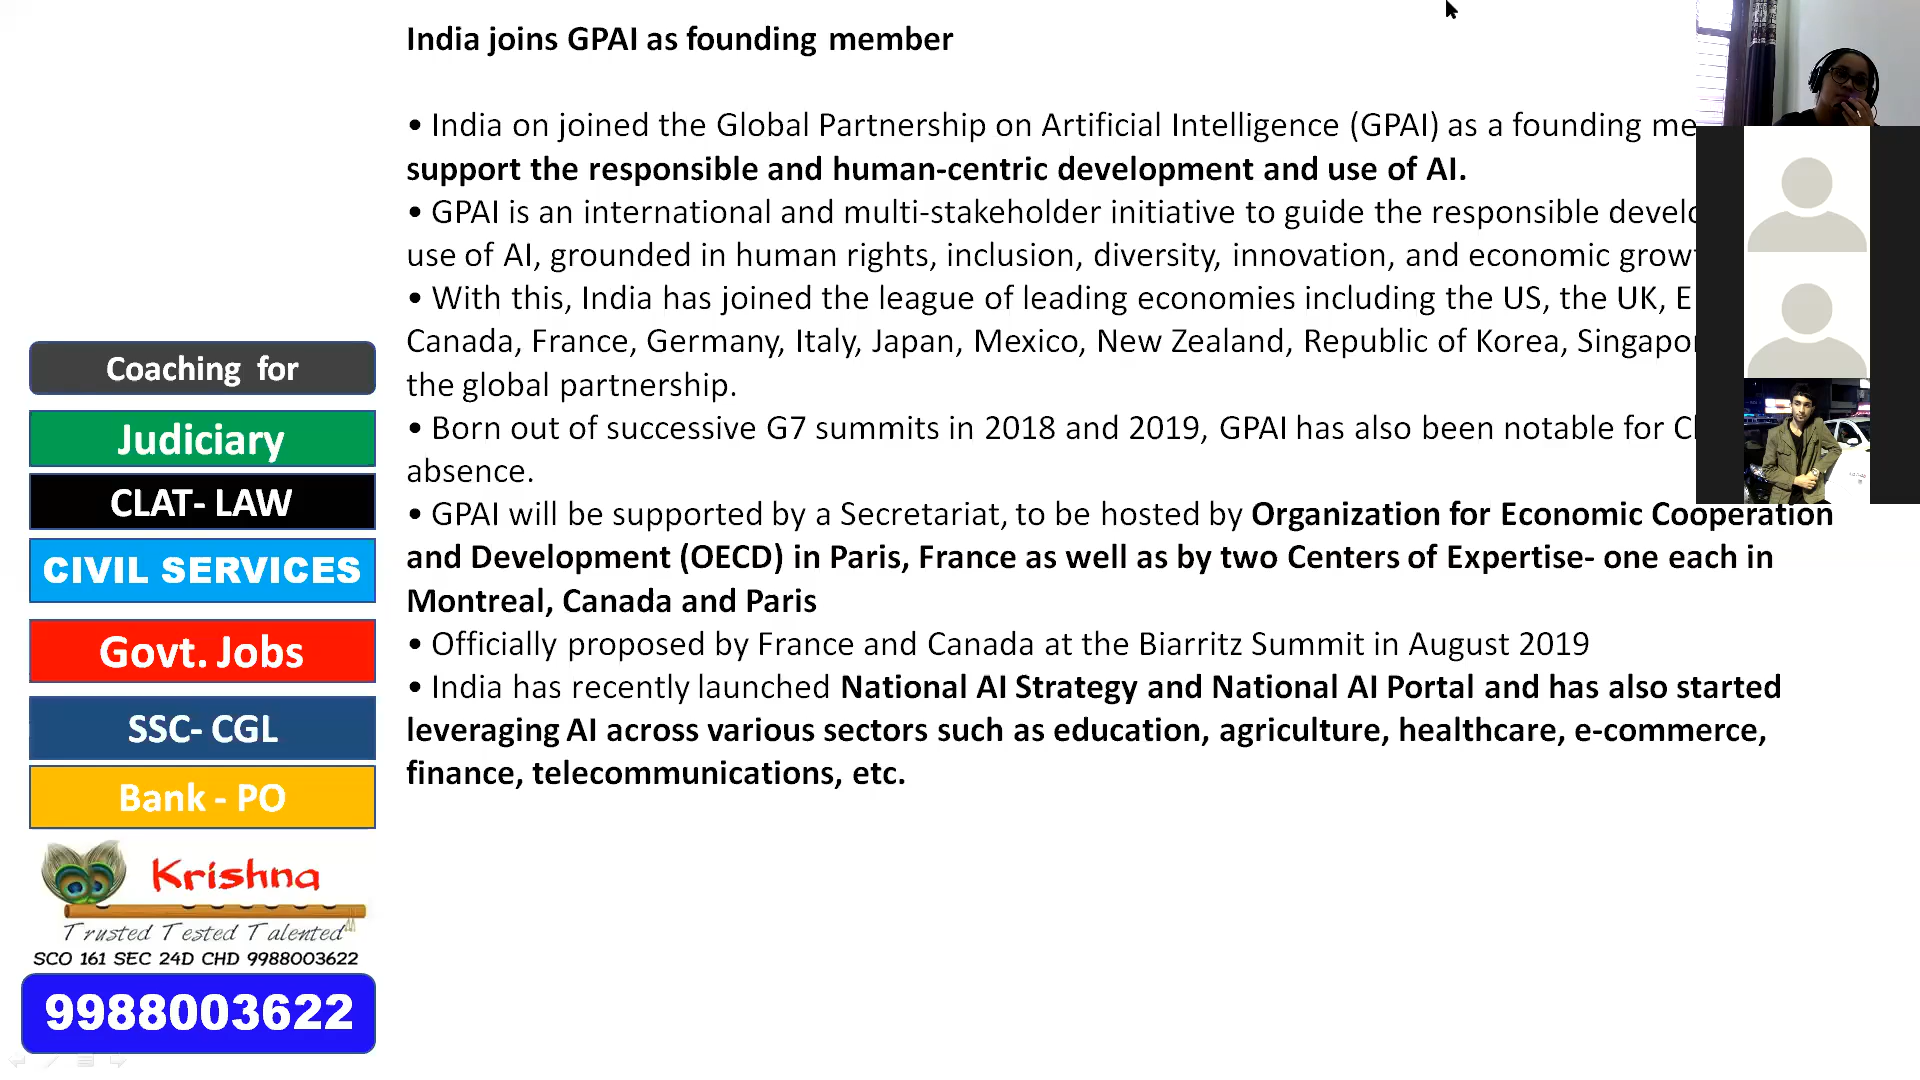 India joins GPAI as founding member
• India on joined the Global Partnership on Artificial Intelligence (GPAI) as a founding
support the responsible and human-centric development and use of AI.
• GPAI is an international and multi-stakeholder initiative to guide the responsible
use of AI, grounded in human rights, inclusion, diversity, innovation, and economic
• With this, India has joined the league of leading economies including the US, the UK,
Canada, France, Germany, Italy, Japan, Mexico, New Zealand, Republic of Korea,
the global partnership.
• Born out of successive G7 summits in 2018 and 2019, GPAI has also been notable for
absence.
• GPAI will be supported by a Secretariat, to be hosted by Organization for Economic Cooperation
and Development (OECD) in Paris, France as well as by two Centers of Expertise- one each in
Montreal, Canada and Paris
• Officially proposed by France and Canada at the Biarritz Summit in August 2019
• India has recently launched National AI Strategy and National AI Portal and has also started
leveraging AI across various sectors such as education, agriculture, healthcare, e-commerce,
finance, telecommunications, etc.
Coaching for
Judiciary
CLAT- LAW
CIVIL SERVICES
Govt. Jobs
SSC- CGL
Bank - PO
Krishna
Trusted Tested Talented
SCO 161 SEC 24D CHD 9988003622
9988003622